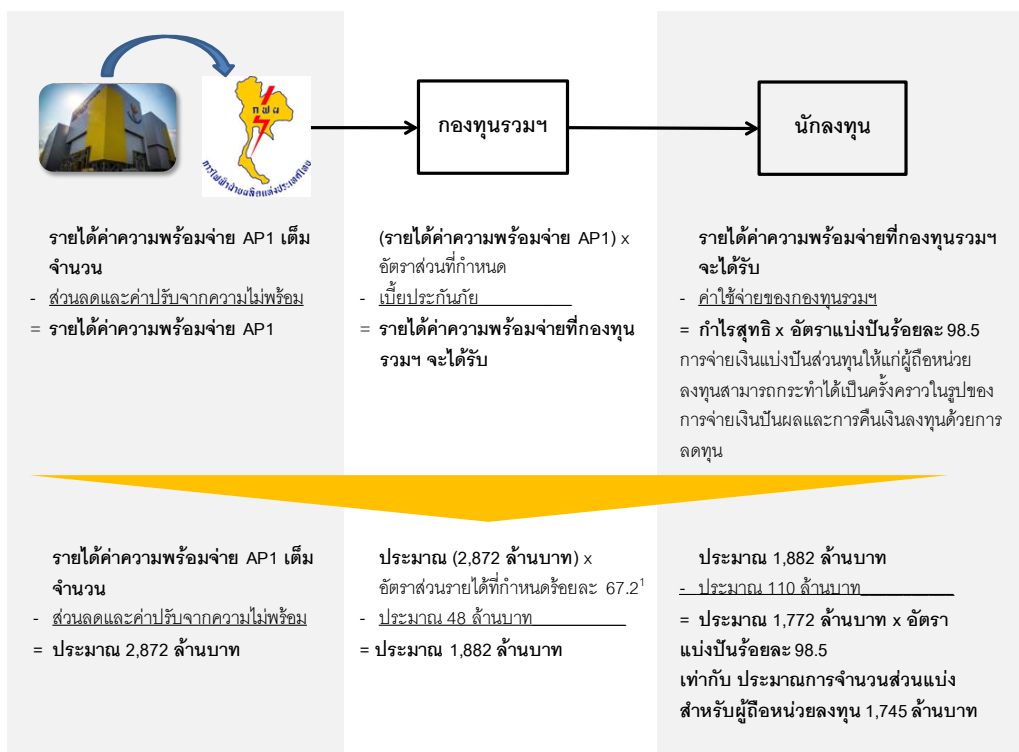 กฟผ
การไฟฟ้าฝ่ายผลิตแห่งประเทศไทย
กองทุนรวมฯ
นักลงทุน
รายได้ค่าความพร้อมจ่าย AP1 เต็ม
จำนวน
- ส่วนลดและค่าปรับจากความไม่พร้อม
= รายได้ค่าความพร้อมจ่าย AP1
(รายได้ค่าความพร้อมจ่าย AP1) x
อัตราส่วนที่กำหนด
- เบี้ยประกันภัย
= รายได้ค่าความพร้อมจ่ายที่กองทุน
รวมฯ จะได้รับ
รายได้ค่าความพร้อมจ่ายที่กองทุนรวมฯ
จะได้รับ
- ค่าใช้จ่ายของกองทุนรวมฯ
= กำไรสุทธิ x อัตราแบ่งปันร้อยละ 98.5
การจ่ายเงินแบ่งปันส่วนทุนให้แก่ผู้ถือหน่วย
ลงทุนสามารถกระทำได้เป็นครั้งคราวในรูปของ
การจ่ายเงินปันผลและการคืนเงินลงทุนด้วยการ
ลดทุน
รายได้ค่าความพร้อมจ่าย AP1 เต็ม
จำนวน
- ส่วนลดและค่าปรับจากความไม่พร้อม
= ประมาณ 2,872 ล้านบาท
ประมาณ (2,872 ล้านบาท) x
อัตราส่วนรายได้ที่กำหนดร้อยละ 67.2¹
- ประมาณ 48 ล้านบาท
= ประมาณ 1,882 ล้านบาท
ประมาณ 1,882 ล้านบาท
- ประมาณ 110 ล้านบาท
= ประมาณ 1,772 ล้านบาท x อัตรา
แบ่งปันร้อยละ 98.5
เท่ากับ ประมาณการจำนวนส่วนแบ่ง
สำหรับผู้ถือหน่วยลงทุน 1,745 ล้านบาท